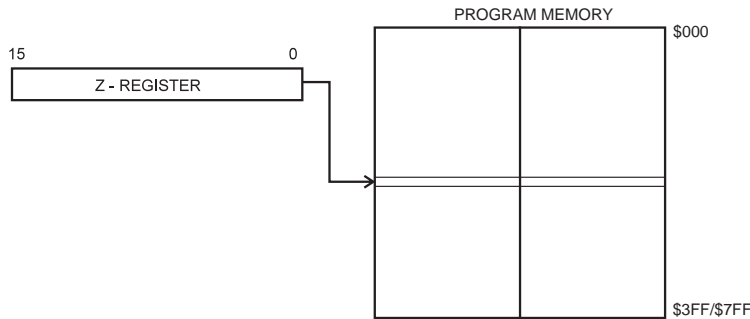 PROGRAM MEMORY
$000
15 0
Z - REGISTER
$3FF/$7FF